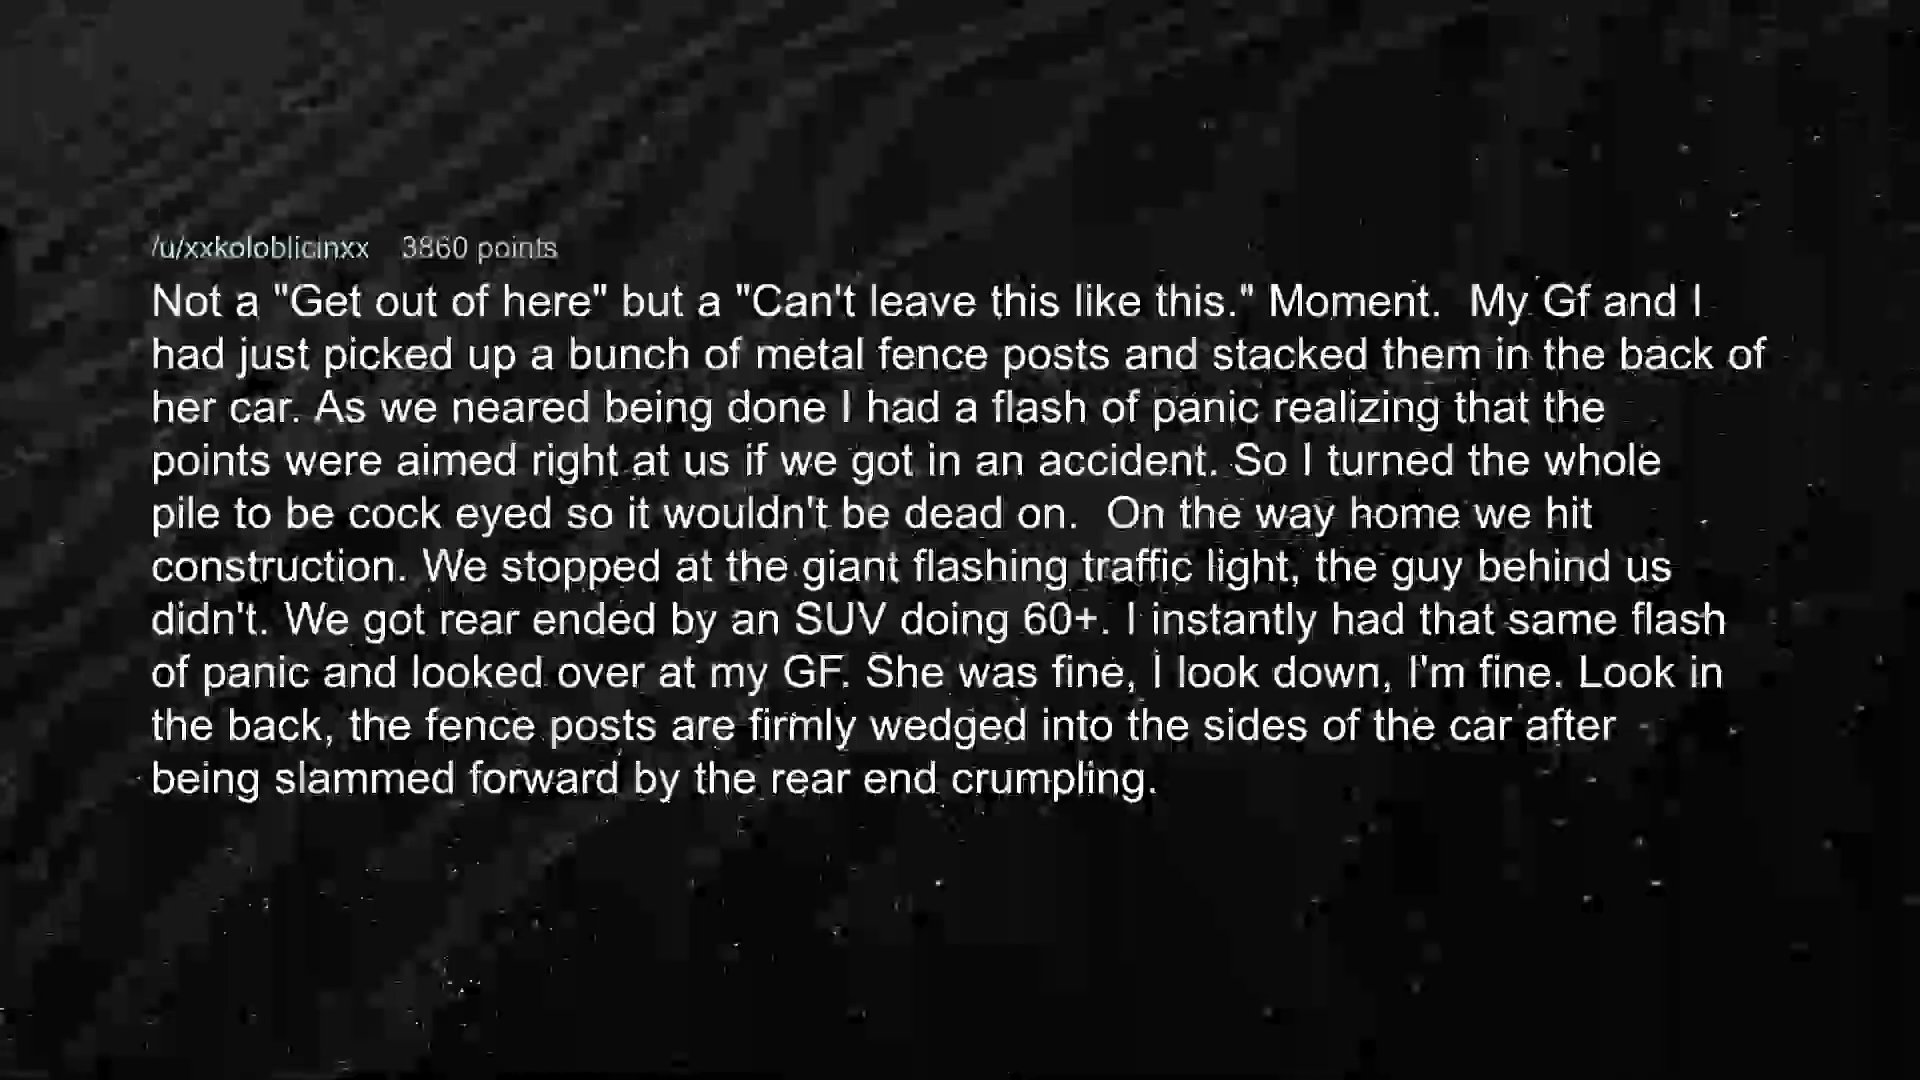 /u/xxkoloblicinxx 3860 points
Not a "Get out of here" but a "Can't leave this like this." Moment.  My Gf and I
had just picked up a bunch of metal fence posts and stacked them in the back of
her car. As we neared being done I had a flash of panic realizing that the
points were aimed right at us if we got in an accident. So I turned the whole
pile to be cock eyed so it wouldn't be dead on.  On the way home we hit
construction. We stopped at the giant flashing traffic light, the guy behind us
didn't. We got rear ended by an SUV doing 60+. I instantly had that same flash
of panic and looked over at my GF. She was fine, I look down, I'm fine. Look in
the back, the fence posts are firmly wedged into the sides of the car after
being slammed forward by the rear end crumpling.